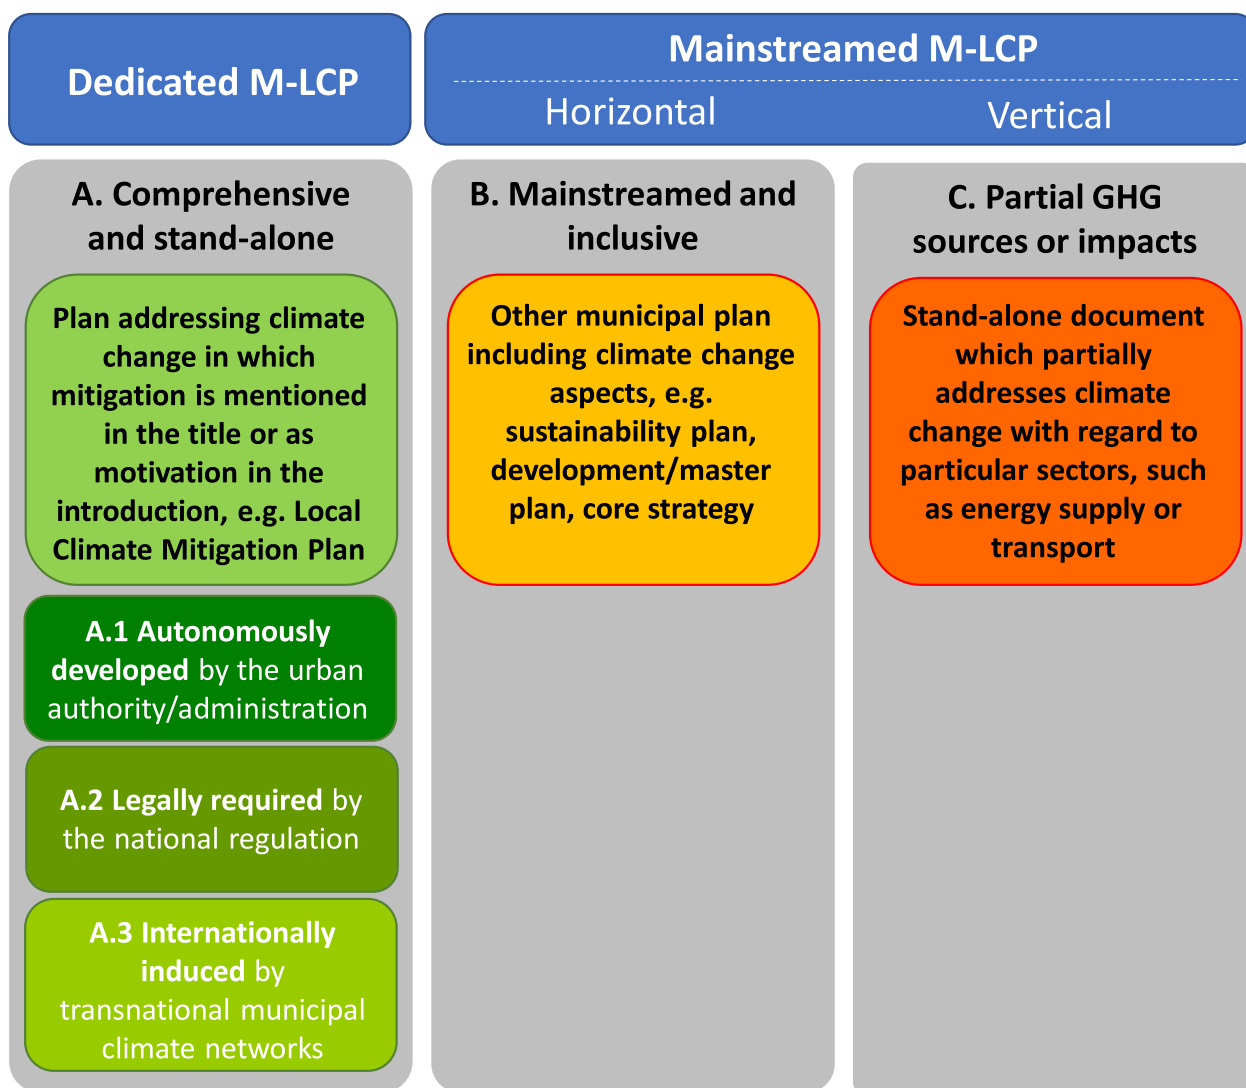 Dedicated M-LCP
Mainstreamed M-LCP
Horizontal
Vertical
A. Comprehensive
and stand-alone
Plan addressing climate
change in which
mitigation is mentioned
in the title or as
motivation in the
introduction, e.g. Local
Climate Mitigation Plan
A.1 Autonomously
developed by the urban
authority/administration
A.2 Legally required by
the national regulation
A.3 Internationally
induced by
transnational municipal
climate networks
B. Mainstreamed and
inclusive
Other municipal plan
including climate change
aspects, e.g.
sustainability plan,
development/master
plan, core strategy
C. Partial GHG
sources or impacts
Stand-alone document
which partially
addresses climate
change with regard to
particular sectors, such
as energy supply or
transport